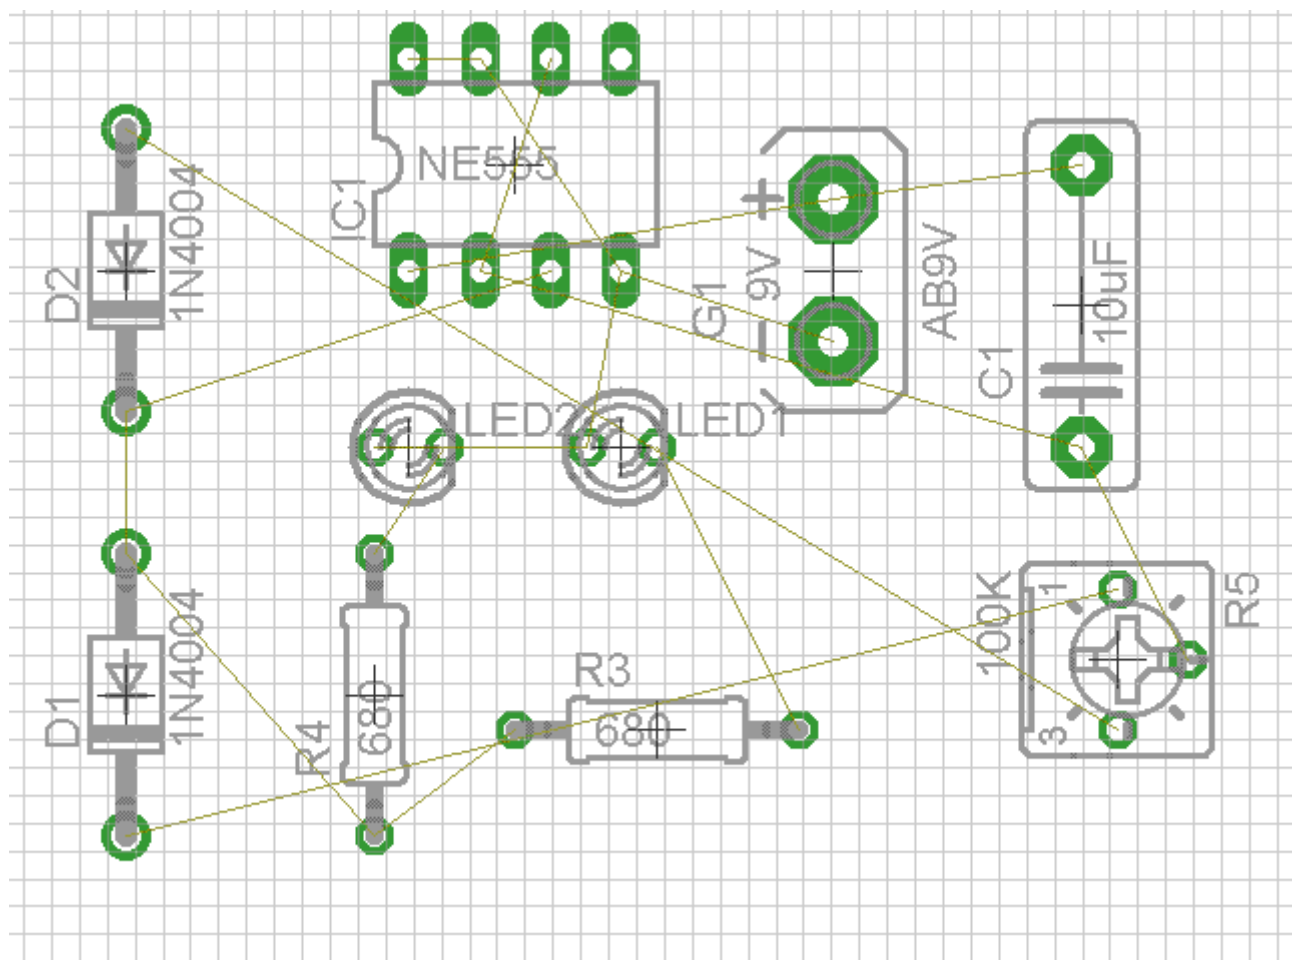 NE555
IC1
D2
1N4004
+
9V
-
G1
AB9V
10uF
C1
LED2
LED1
D1
1N4004
R4
680
R3
680
100K
1
3
R5